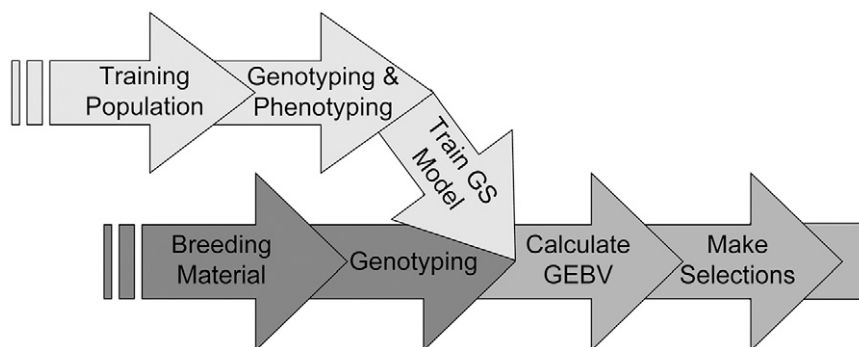 Training
Population
Genotyping &
Phenotyping
Train GS
Model
Breeding
Material
Genotyping
Calculate
GEBV
Make
Selections